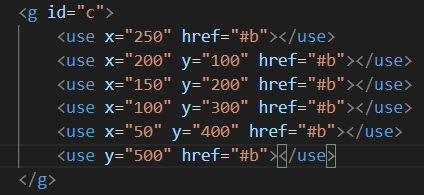 <g id="c">
<use x="250" href="#b"></use>
<use x="200" y="100" href="#b"></use>
<use x="150" y="200" href="#b"></use>
<use x="100" y="300" href="#b"></use>
<use x="50" y="400" href="#b"></use>
<use y="500" href="#b"></use>
</g>